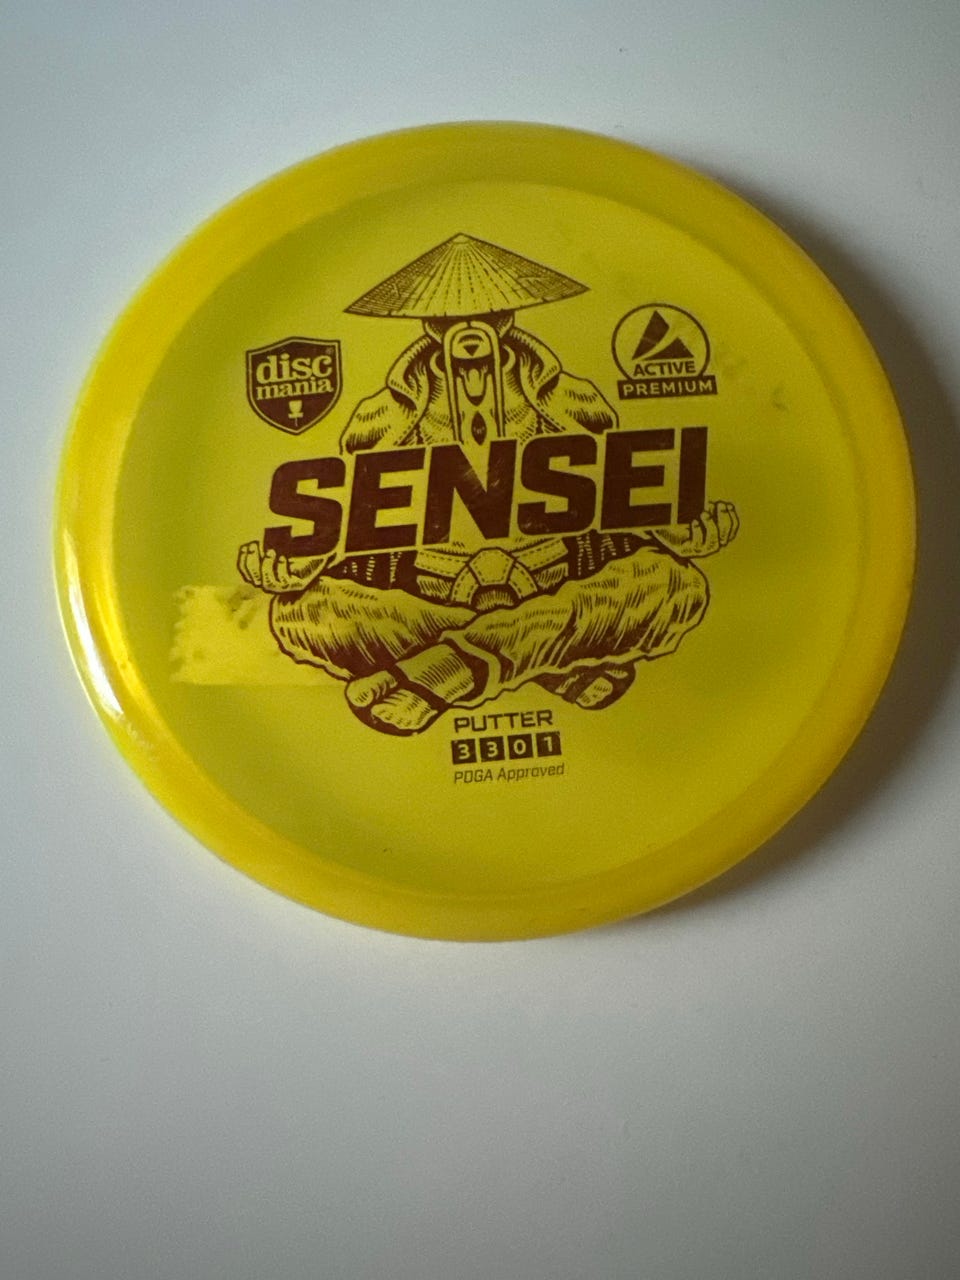 disc
mania
ACTIVE
PREMIUM
SENSEI
PUTTER
3 3 0 1
PDGA Approved